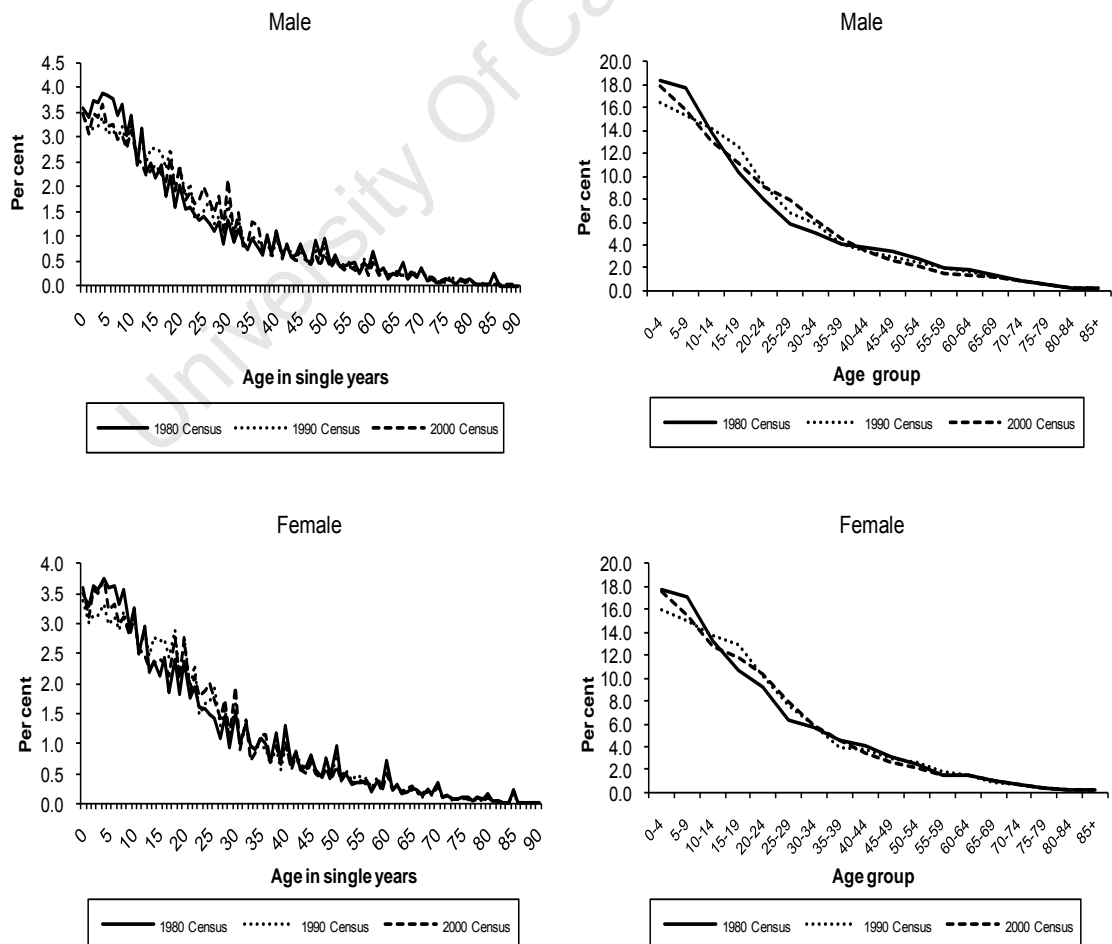 University Of Ca
Male
4.5
4.0
3.5
3.0
2.5
2.0
1.5
1.0
0.5
0.0
Per cent
0 5 10 15 20 25 30 35 40 45 50 55 60 65 70 75 80 85 90
Age in single years
1980 Census 1990 Census 2000 Census
Male
20.0
18.0
16.0
14.0
12.0
10.0
8.0
6.0
4.0
2.0
0.0
Per cent
0-4 5-9 10-14 15-19 20-24 25-29 30-34 35-39 40-44 45-49 50-54 55-59 60-64 65-69 70-74 75-79 80-84 85+
Age group
1980 Census 1990 Census 2000 Census
Female
4.0
3.5
3.0
2.5
2.0
1.5
1.0
0.5
0.0
Per cent
0 5 10 15 20 25 30 35 40 45 50 55 60 65 70 75 80 85 90
Age in single years
1980 Census 1990 Census 2000 Census
Female
20.0
18.0
16.0
14.0
12.0
10.0
8.0
6.0
4.0
2.0
0.0
Per cent
0-4 5-9 10-14 15-19 20-24 25-29 30-34 35-39 40-44 45-49 50-54 55-59 60-64 65-69 70-74 75-79 80-84 85+
Age group
1980 Census 1990 Census 2000 Census